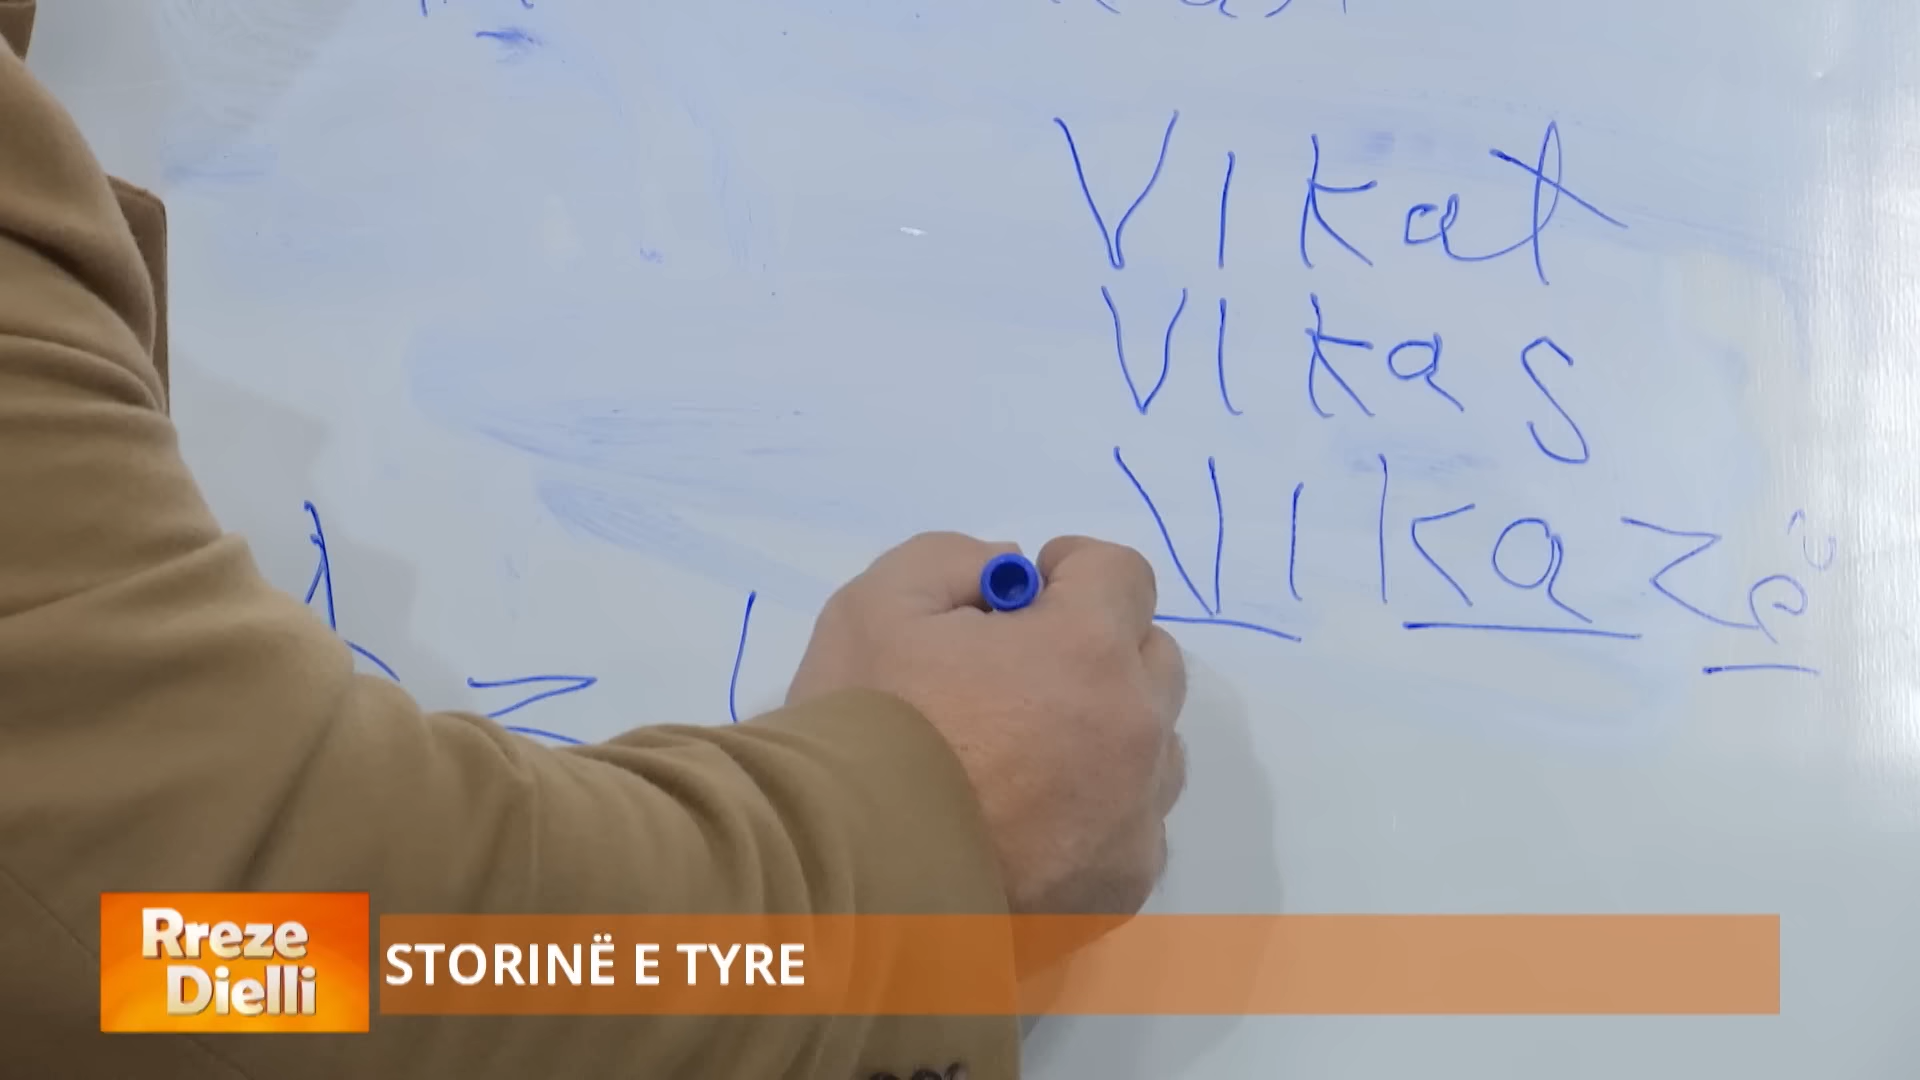 Vikat
Vikas
Vikazë
Rreze
Dielli
STORINË E TYRE